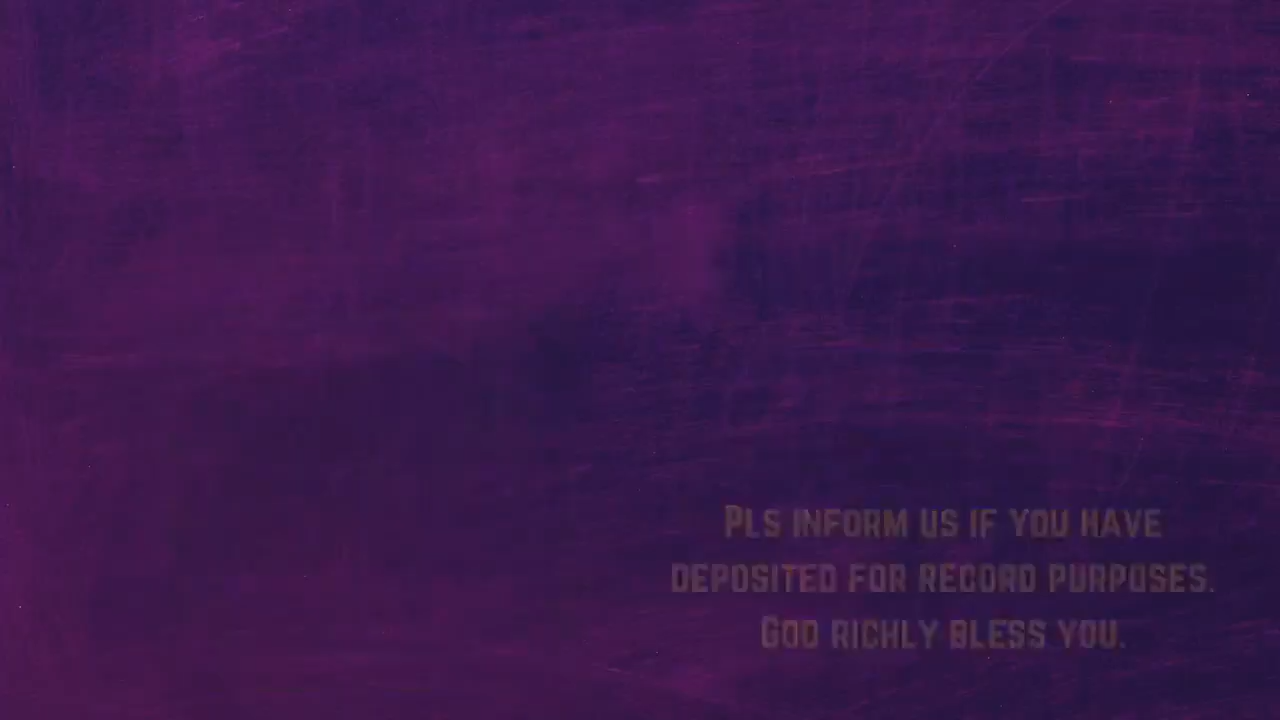 Pls inform us if you have
deposited for record purposes.
God richly bless you.